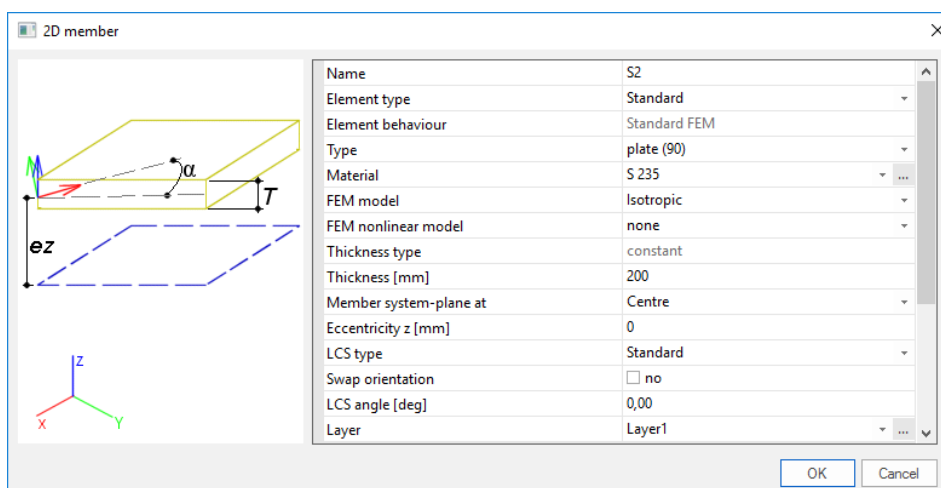 2D member
α
T
ez
Z
X
Y
Name S2
Element type Standard
Element behaviour Standard FEM
Type plate (90)
Material S 235 ...
FEM model Isotropic
FEM nonlinear model none
Thickness type constant
Thickness [mm] 200
Member system-plane at Centre
Eccentricity z [mm] 0
LCS type Standard
Swap orientation no
LCS angle [deg] 0,00
Layer Layer1 ...
OK Cancel